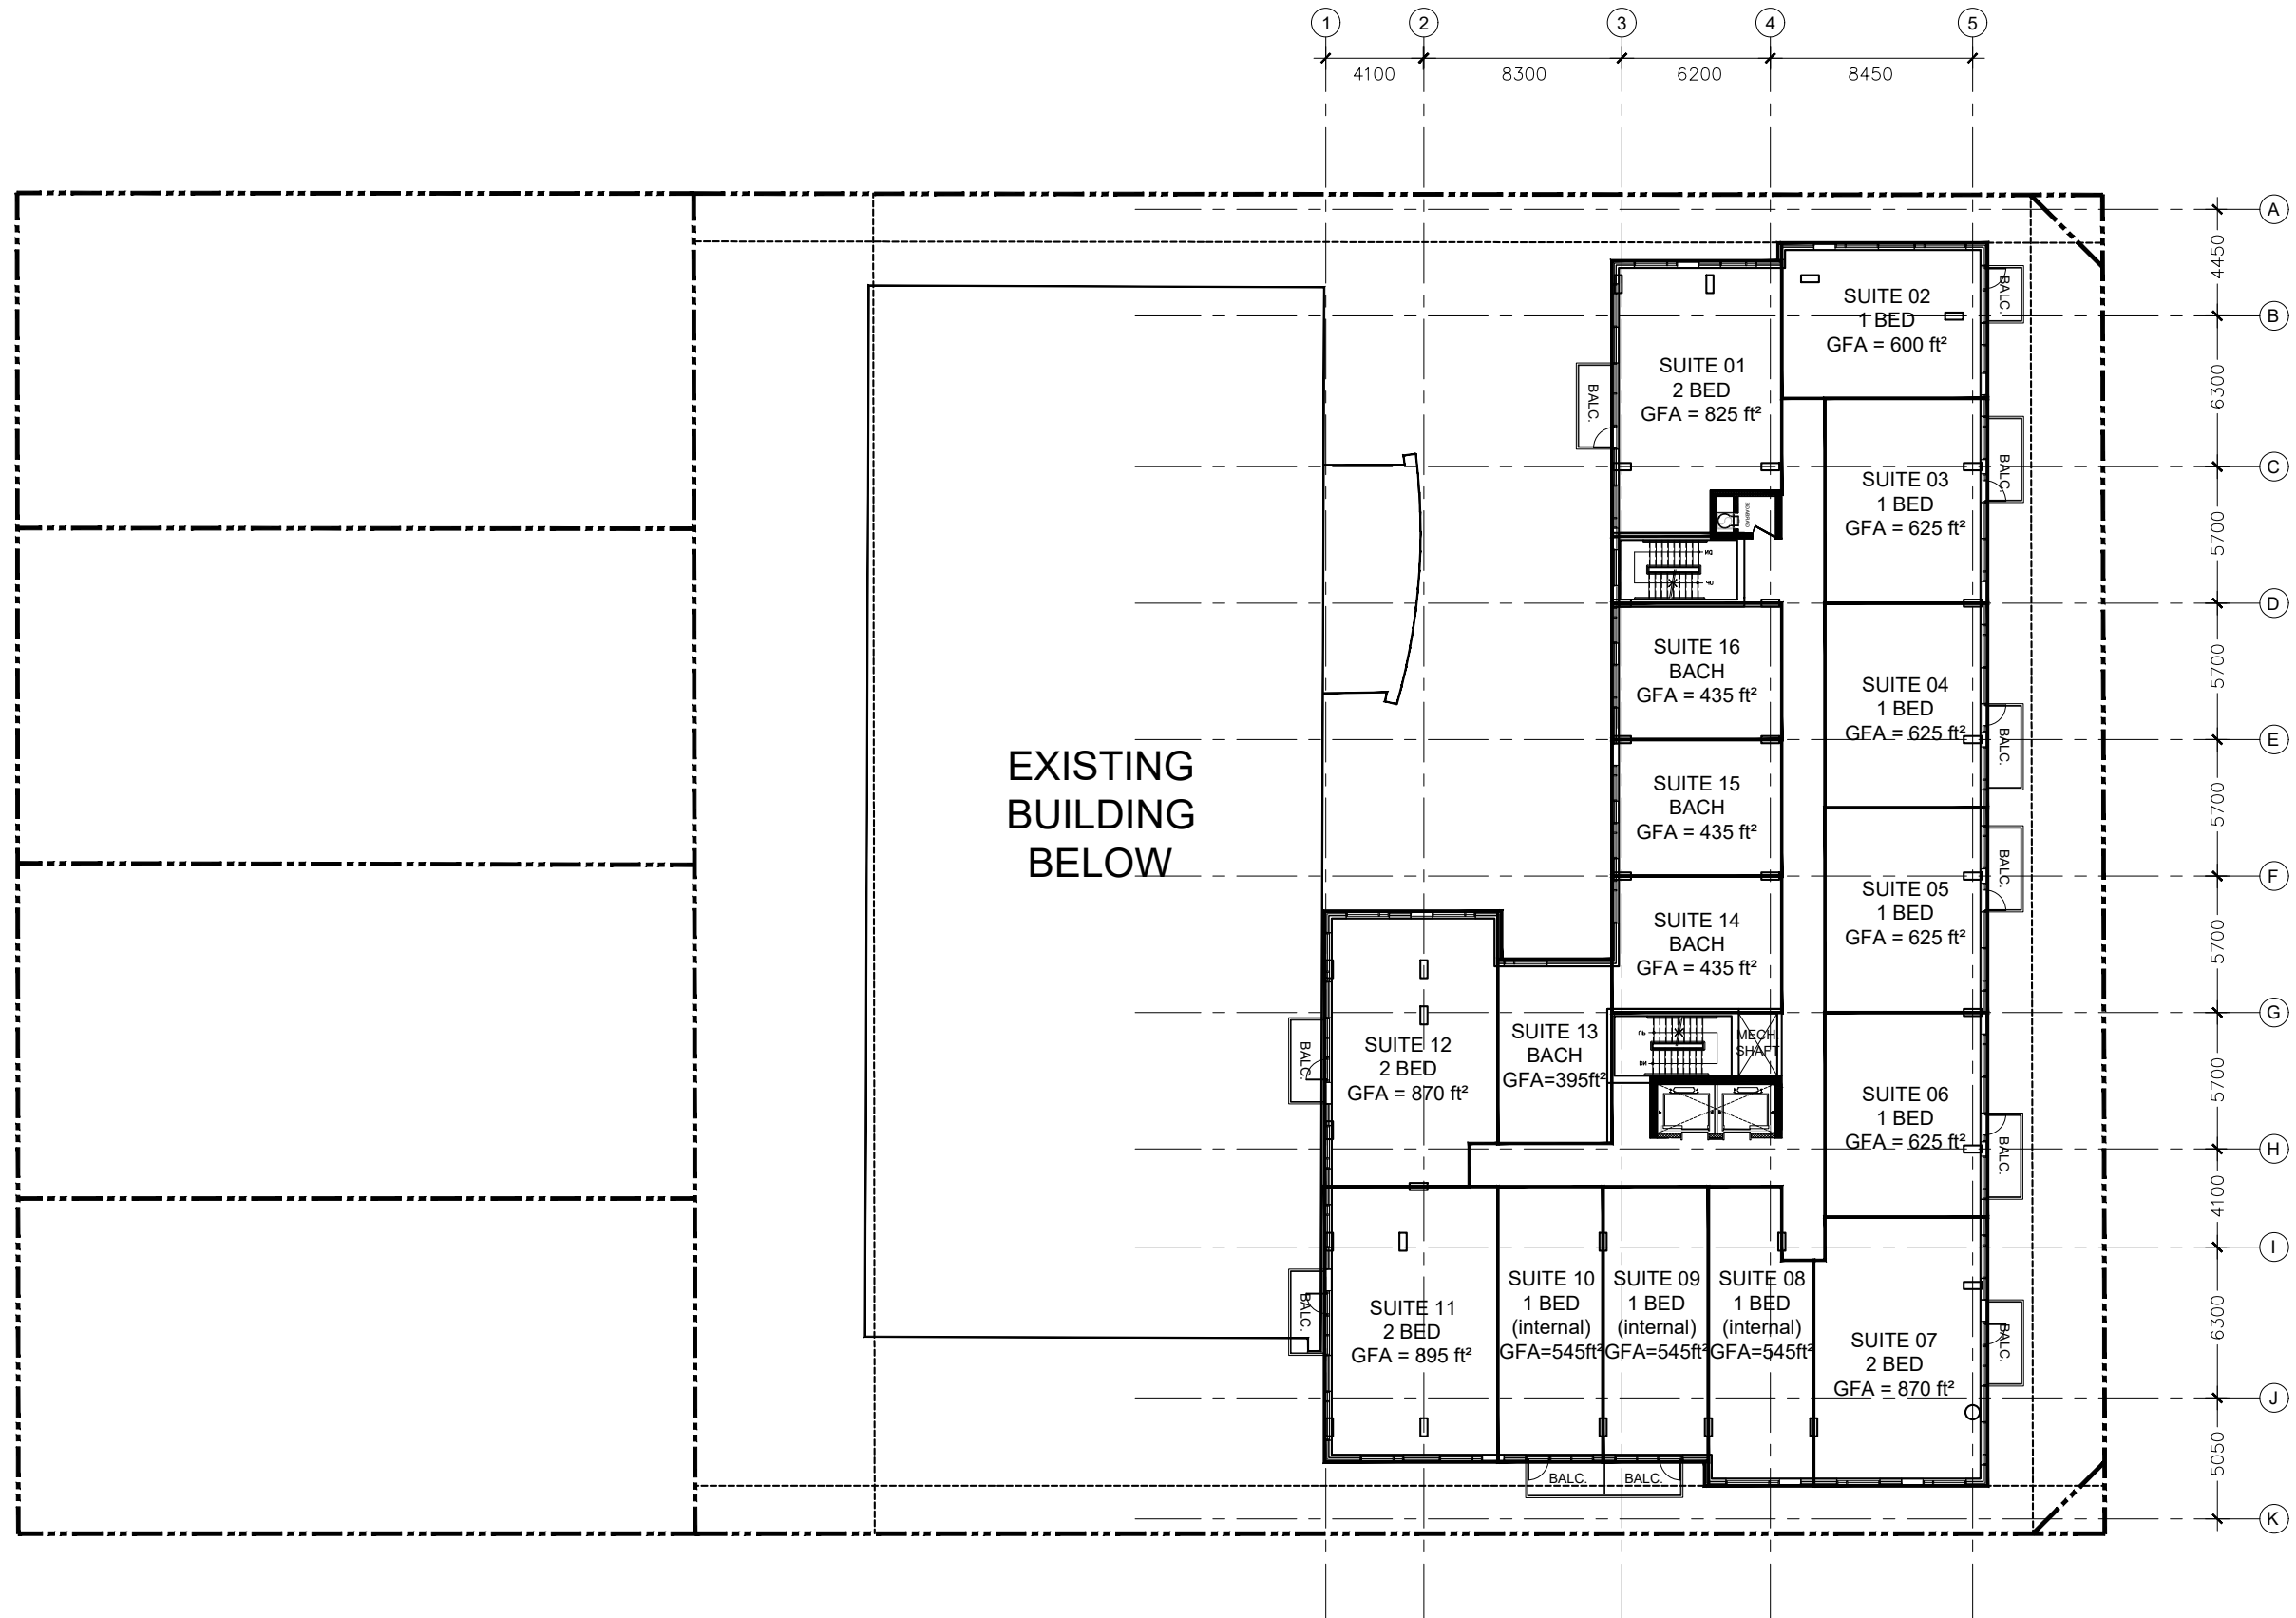 1
2
3
4
5
4100
8300
6200
8450
A
B
C
D
E
F
G
H
I
J
K
4450
6300
5700
5700
5700
5700
5700
4100
6300
5050
SUITE 01
2 BED
GFA = 825 ft²
BALC.
SUITE 02
1 BED
GFA = 600 ft²
BALC.
SUITE 03
1 BED
GFA = 625 ft²
BALC.
DN
UP
SUITE 16
BACH
GFA = 435 ft²
SUITE 04
1 BED
GFA = 625 ft²
BALC.
EXISTING
BUILDING
BELOW
SUITE 15
BACH
GFA = 435 ft²
SUITE 05
1 BED
GFA = 625 ft²
BALC.
SUITE 14
BACH
GFA = 435 ft²
SUITE 12
2 BED
GFA = 870 ft²
BALC.
SUITE 13
BACH
GFA=395ft²
UP
DN
MECH
SHAFT
SUITE 06
1 BED
GFA = 625 ft²
BALC.
SUITE 11
2 BED
GFA = 895 ft²
BALC.
SUITE 10
1 BED
(internal)
GFA=545ft²
SUITE 09
1 BED
(internal)
GFA=545ft²
SUITE 08
1 BED
(internal)
GFA=545ft²
SUITE 07
2 BED
GFA = 870 ft²
BALC.
BALC.
BALC.